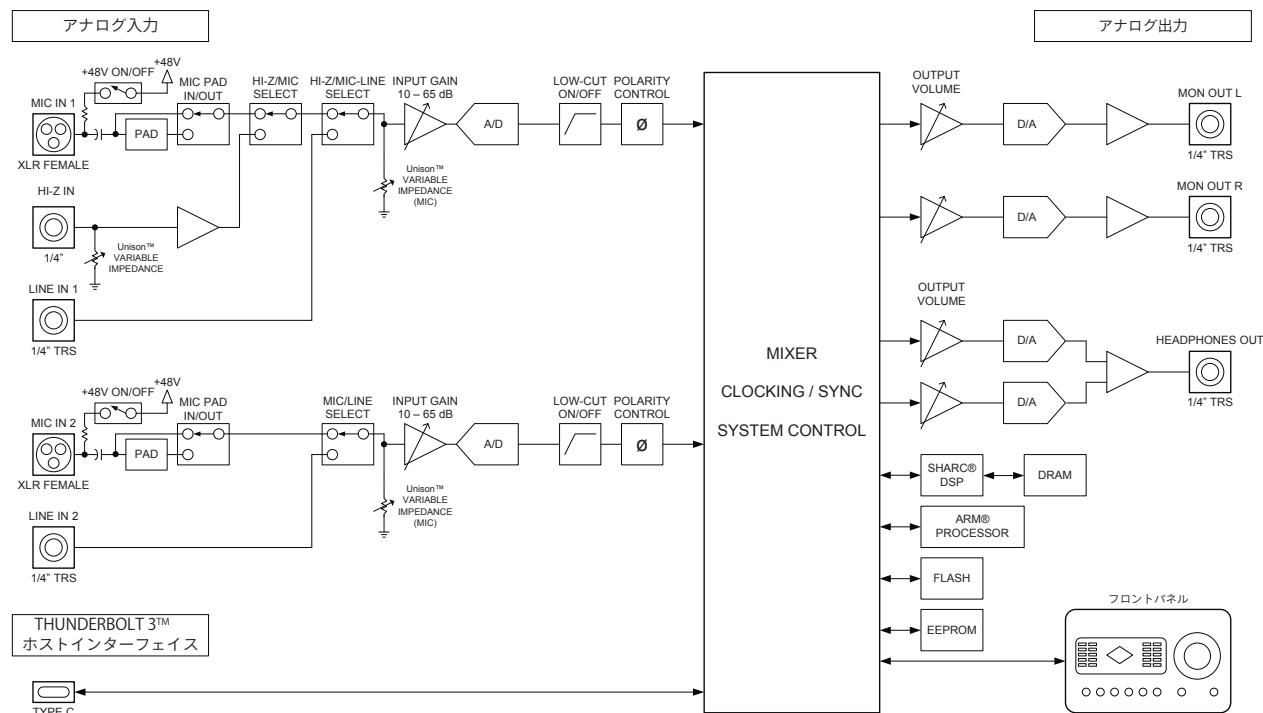 アナログ入力
アナログ出力
+48V ON/OFF
+48V
MIC IN 1
XLR FEMALE
PAD
MIC PAD
IN/OUT
HI-Z/MIC
SELECT
HI-Z/MIC-LINE
SELECT
INPUT GAIN
10 – 65 dB
A/D
LOW-CUT
ON/OFF
POLARITY
CONTROL
Ø
Unison™
VARIABLE
IMPEDANCE
(MIC)
HI-Z IN
1/4"
Unison™
VARIABLE
IMPEDANCE
LINE IN 1
1/4" TRS
+48V ON/OFF
+48V
MIC IN 2
XLR FEMALE
PAD
MIC PAD
IN/OUT
MIC/LINE
SELECT
INPUT GAIN
10 – 65 dB
A/D
LOW-CUT
ON/OFF
POLARITY
CONTROL
Ø
Unison™
VARIABLE
IMPEDANCE
(MIC)
LINE IN 2
1/4" TRS
THUNDERBOLT 3™
ホストインターフェイス
TYPE C
MIXER
CLOCKING / SYNC
SYSTEM CONTROL
OUTPUT
VOLUME
D/A
MON OUT L
1/4" TRS
D/A
MON OUT R
1/4" TRS
OUTPUT
VOLUME
D/A
D/A
HEADPHONES OUT
1/4" TRS
SHARC®
DSP
DRAM
ARM®
PROCESSOR
FLASH
EEPROM
フロントパネル